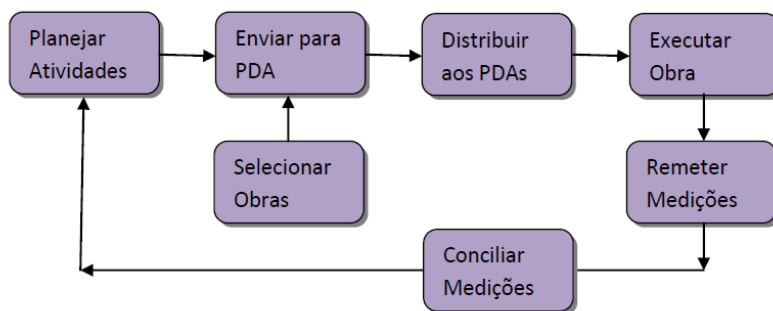 Planejar
Atividades
Enviar para
PDA
Distribuir
aos PDAs
Executar
Obra
Selecionar
Obras
Remeter
Medições
Conciliar
Medições